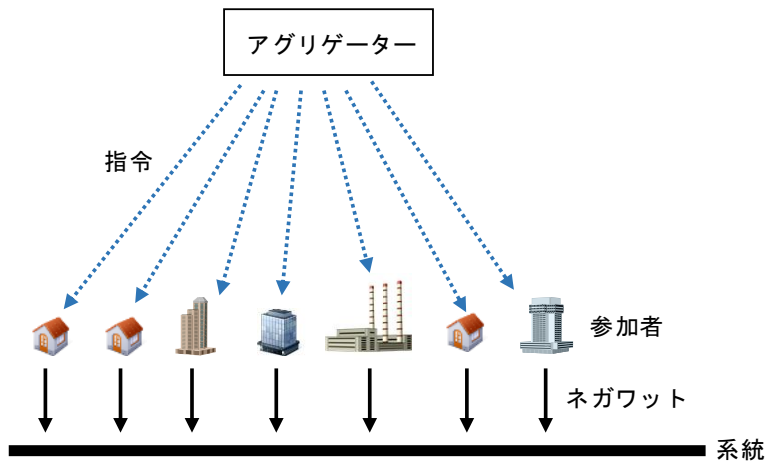 アグリゲーター
指令
参加者
ネガワット
系統